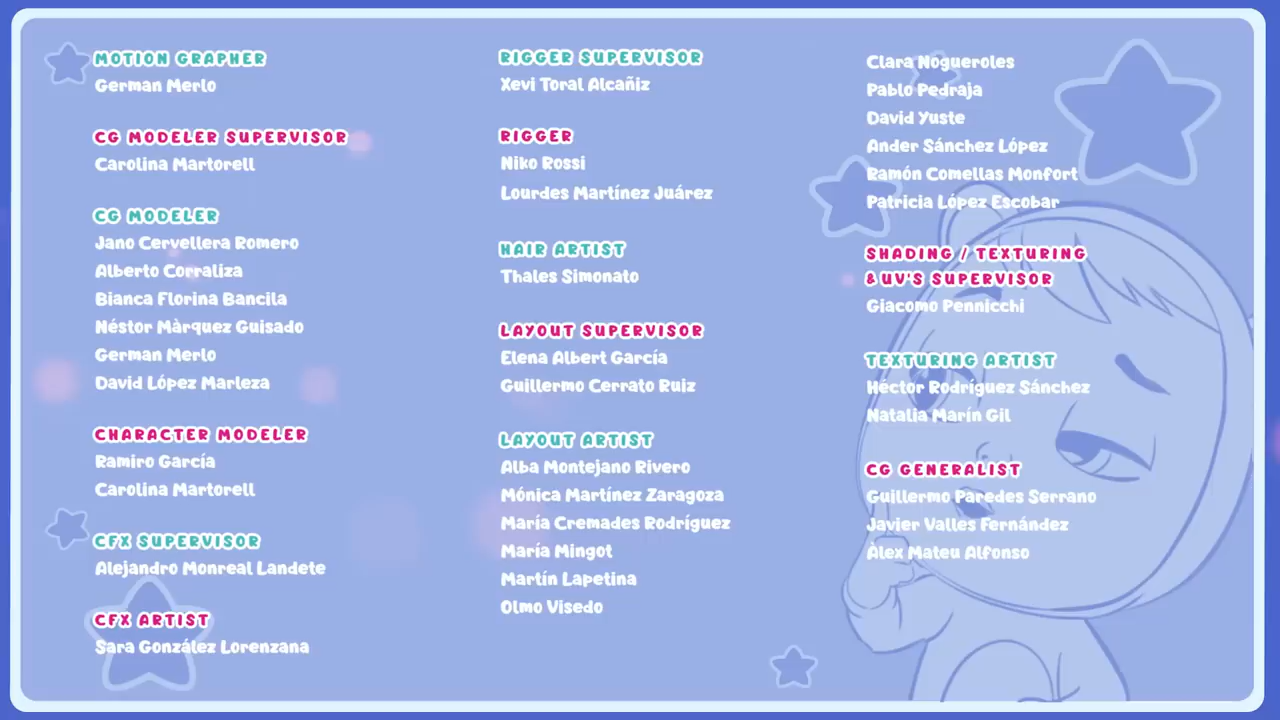 MOTION GRAPHER
German Merlo
CG MODELER SUPERVISOR
Carolina Martorell
CG MODELER
Jano Cervellera Romero
Alberto Corraliza
Bianca Florina Bancila
Néstor Màrquez Guisado
German Merlo
David López Marleza
CHARACTER MODELER
Ramiro García
Carolina Martorell
CFX SUPERVISOR
Alejandro Monreal Landete
CFX ARTIST
Sara González Lorenzana
RIGGER SUPERVISOR
Xevi Toral Alcañiz
RIGGER
Niko Rossi
Lourdes Martínez Juárez
HAIR ARTIST
Thales Simonato
LAYOUT SUPERVISOR
Elena Albert García
Guillermo Cerrato Ruiz
LAYOUT ARTIST
Alba Montejano Rivero
Mónica Martínez Zaragoza
María Cremades Rodríguez
María Mingot
Martín Lapetina
Olmo Visedo
Clara Nogueroles
Pablo Pedraja
David Yuste
Ander Sánchez López
Ramón Comellas Monfort
Patricia López Escobar
SHADING / TEXTURING
& UV'S SUPERVISOR
Giacomo Pennicchi
TEXTURING ARTIST
Héctor Rodríguez Sánchez
Natalia Marín Gil
CG GENERALIST
Guillermo Paredes Serrano
Javier Valles Fernández
Àlex Mateu Alfonso